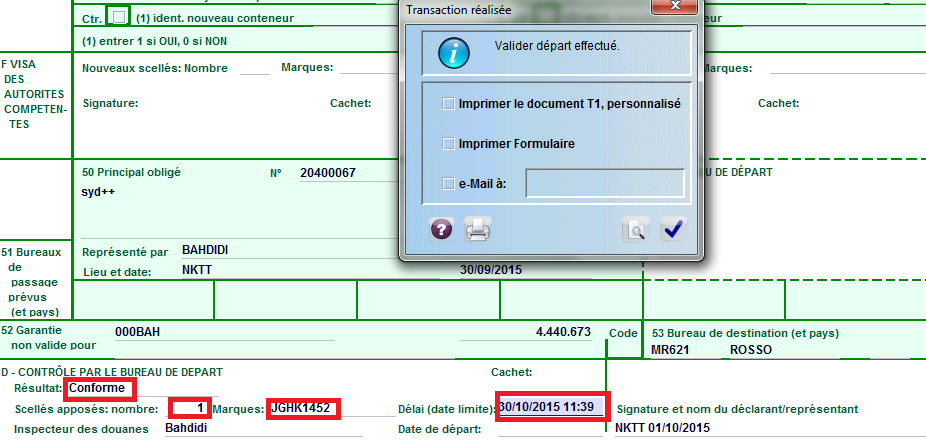 Transaction réalisée
Ctr. (1) ident. nouveau conteneur
(1) entrer 1 si OUI, 0 si NON
Valider départ effectué.
F VISA
DES
AUTORITES
COMPETEN-
TES
Nouveaux scellés: Nombre Marques:
Marques:
Signature: Cachet:
Cachet:
Imprimer le document T1, personnalisé
Imprimer Formulaire
e-Mail à:
50 Principal obligé Nº 20400067
DE DÉPART
syd++
51 Bureaux
de
passage
prévus
(et pays)
Représenté par BAHDIDI
Lieu et date: NKTT 30/09/2015
52 Garantie 000BAH 4.440.673 Code 53 Bureau de destination (et pays)
non valide pour
MR621 ROSSO
D - CONTRÔLE PAR LE BUREAU DE DEPART Cachet:
Résultat: Conforme
Scellés apposés: nombre: 1 Marques: JGHK1452 Délai (date limite): 30/10/2015 11:39 Signature et nom du déclarant/représentant
Inspecteur des douanes Bahdidi Date de départ: NKTT 01/10/2015